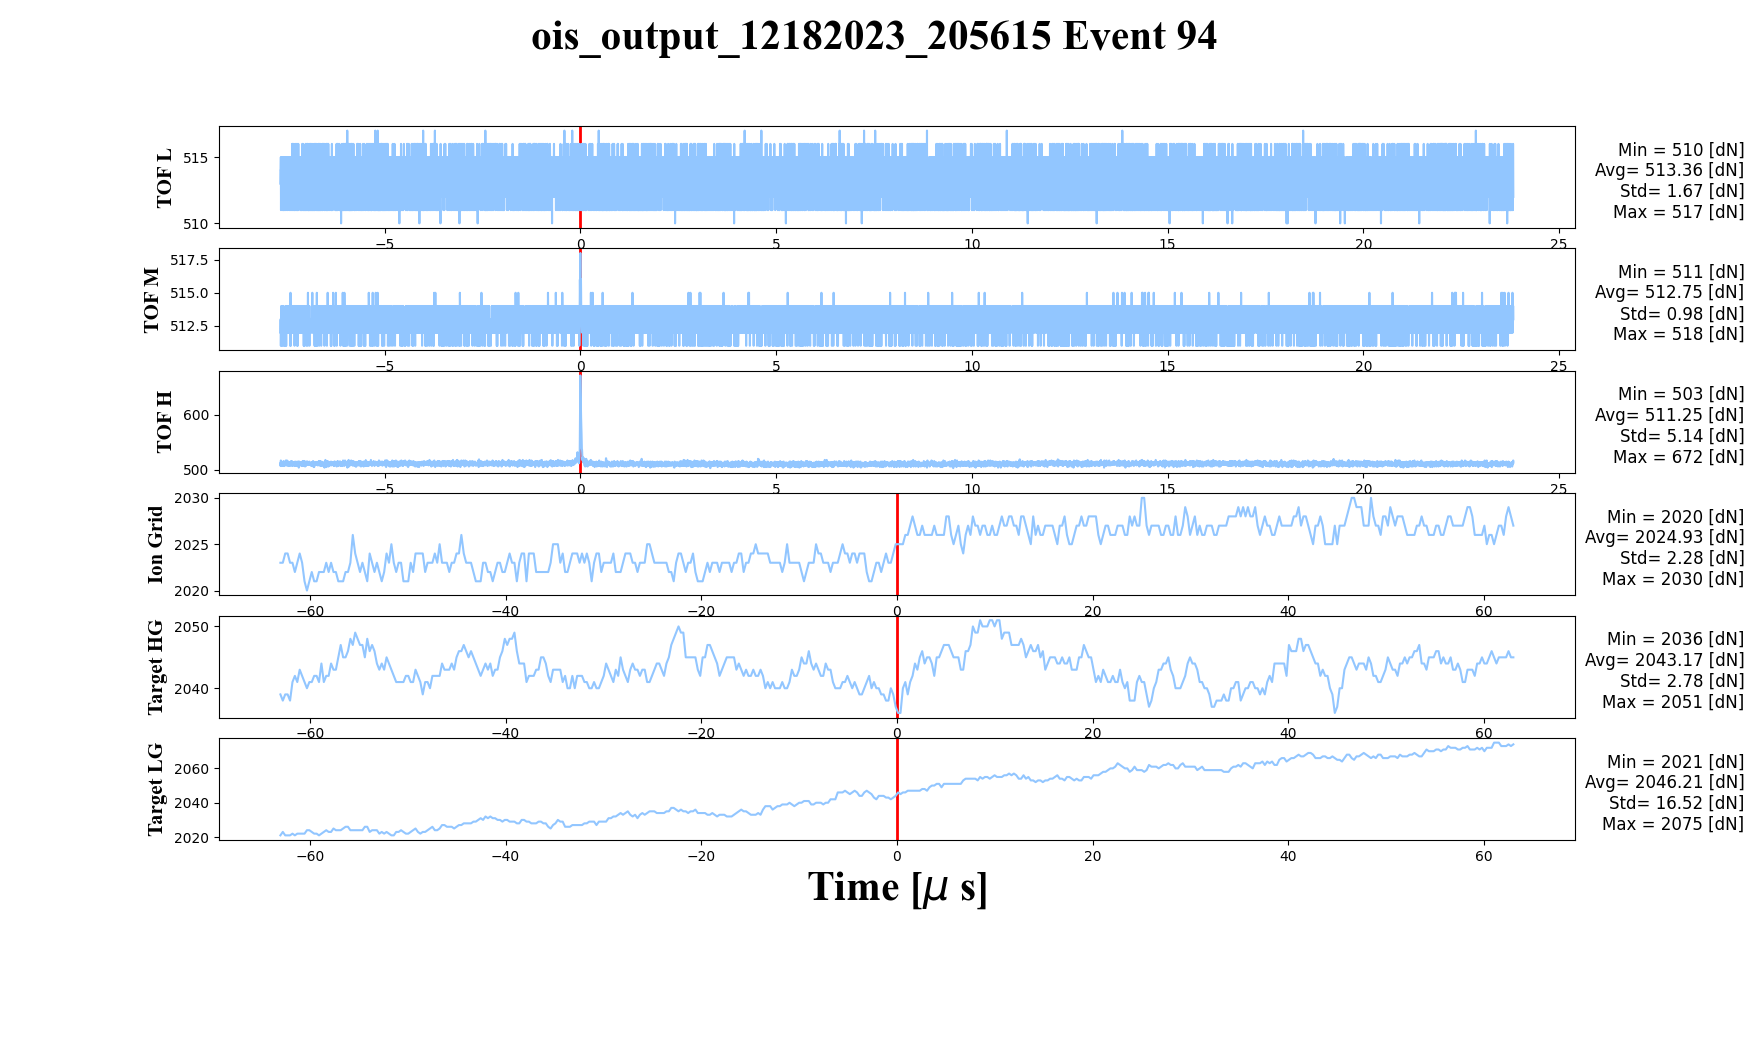 ois_output_12182023_205615 Event 94
TOF L
515
510
−5 0 5 10 15 20 25
Min = 510 [dN]
Avg= 513.36 [dN]
Std= 1.67 [dN]
Max = 517 [dN]
TOF M
517.5
515.0
512.5
−5 0 5 10 15 20 25
Min = 511 [dN]
Avg= 512.75 [dN]
Std= 0.98 [dN]
Max = 518 [dN]
TOF H
600
500
−5 0 5 10 15 20 25
Min = 503 [dN]
Avg= 511.25 [dN]
Std= 5.14 [dN]
Max = 672 [dN]
Ion Grid
2030
2025
2020
−60 −40 −20 0 20 40 60
Min = 2020 [dN]
Avg= 2024.93 [dN]
Std= 2.28 [dN]
Max = 2030 [dN]
Target HG
2050
2040
−60 −40 −20 0 20 40 60
Min = 2036 [dN]
Avg= 2043.17 [dN]
Std= 2.78 [dN]
Max = 2051 [dN]
Target LG
2060
2040
2020
−60 −40 −20 0 20 40 60
Min = 2021 [dN]
Avg= 2046.21 [dN]
Std= 16.52 [dN]
Max = 2075 [dN]
Time [μ s]